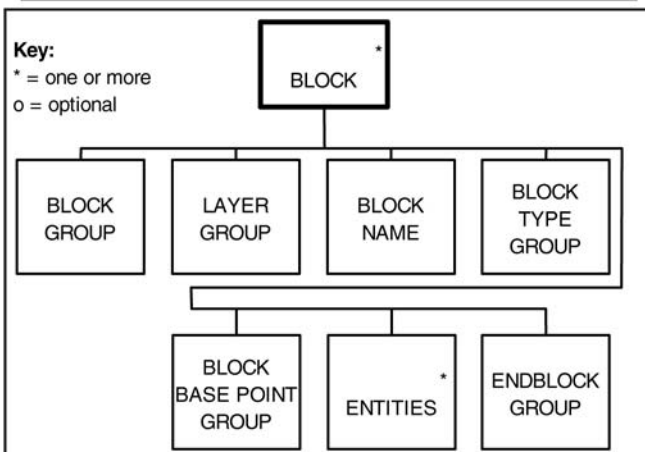 Key:
* = one or more
o = optional
*
BLOCK
BLOCK
GROUP
LAYER
GROUP
BLOCK
NAME
BLOCK
TYPE
GROUP
BLOCK
BASE POINT
GROUP
*
ENTITIES
ENDBLOCK
GROUP